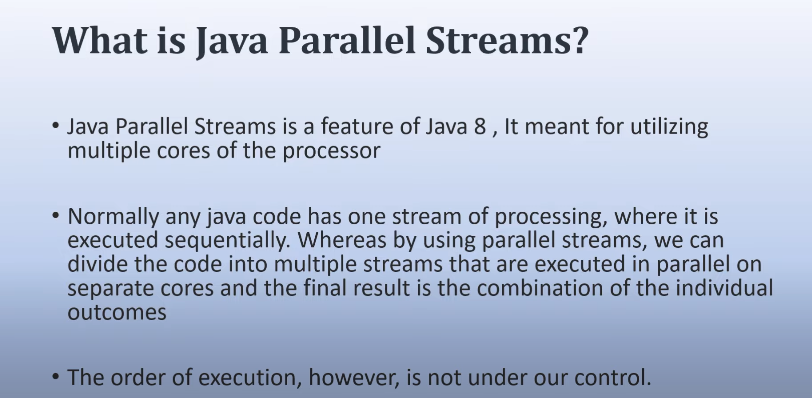 What is Java Parallel Streams?
• Java Parallel Streams is a feature of Java 8 , It meant for utilizing
multiple cores of the processor
• Normally any java code has one stream of processing, where it is
executed sequentially. Whereas by using parallel streams, we can
divide the code into multiple streams that are executed in parallel on
separate cores and the final result is the combination of the individual
outcomes
• The order of execution, however, is not under our control.